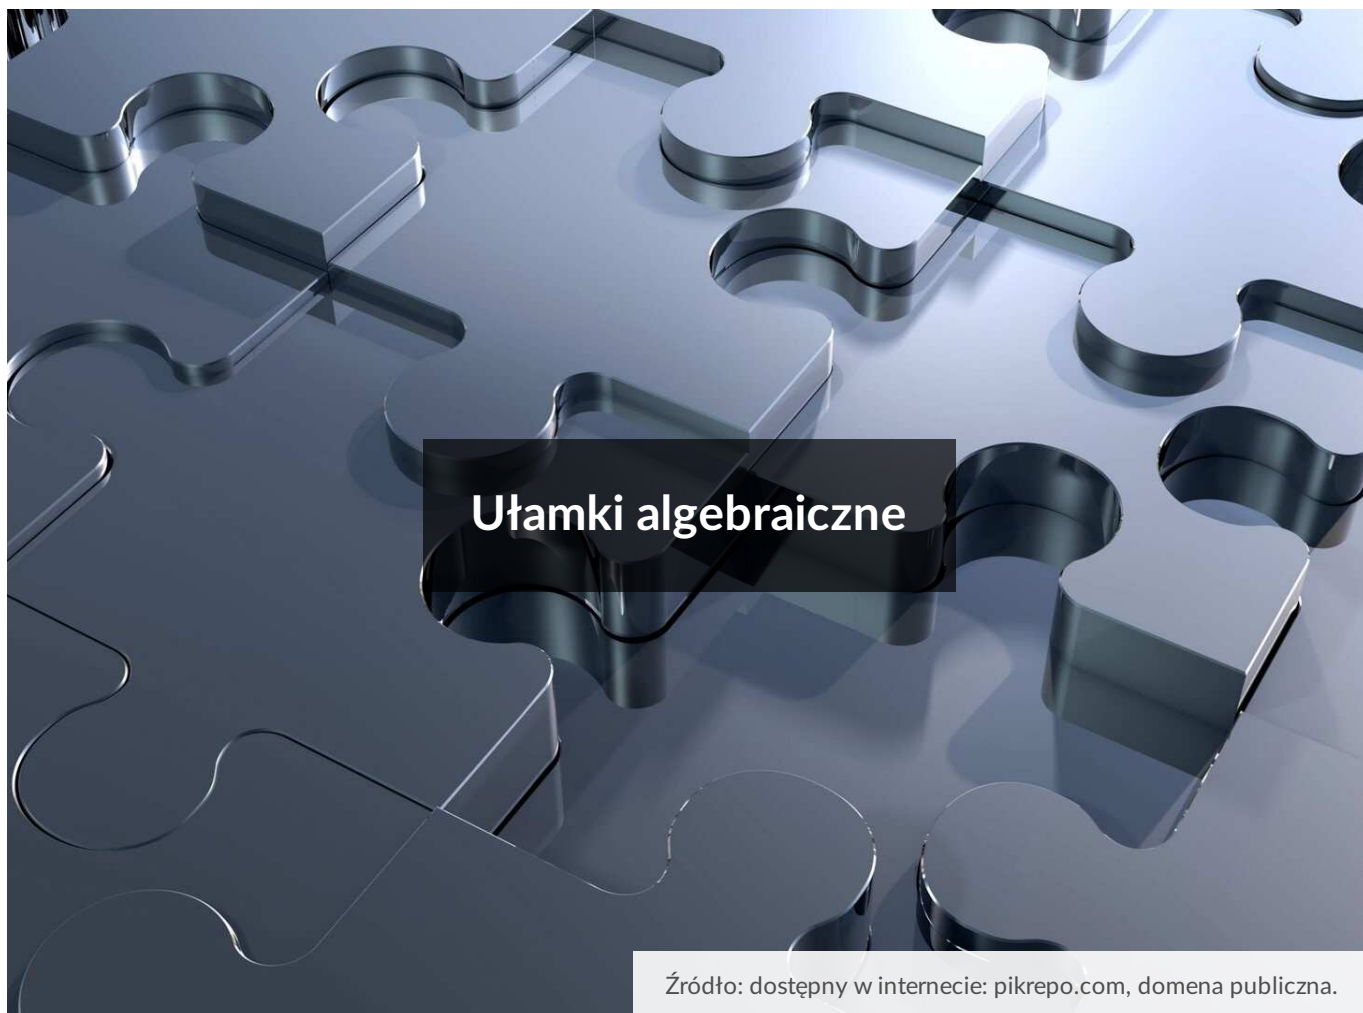 Ułamki algebraiczne
Źródło: dostępny w internecie: pikrepo.com, domena publiczna.